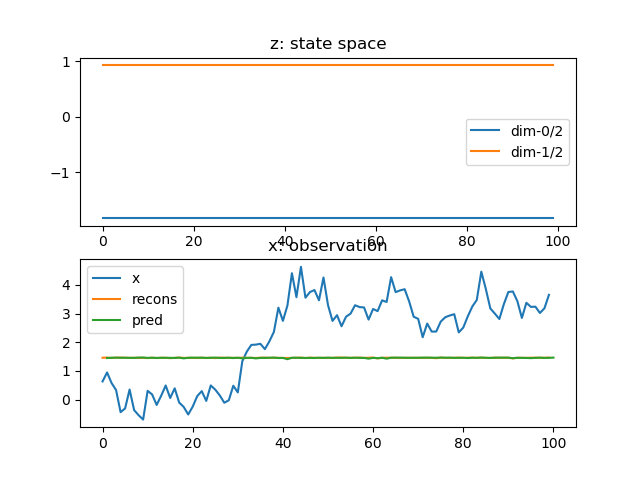 z: state space
1
0
−1
dim-0/2
dim-1/2
0 20 40 60 80 100
x: observation
4
3
2
1
0
x
recons
pred
0 20 40 60 80 100